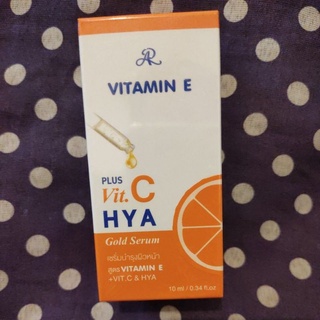 AR
VITAMIN E
PLUS
Vit. C
HYA
Gold Serum
เซรั่มบำรุงผิวหน้า
สูตร VITAMIN E
+VIT.C & HYA
10 ml / 0.34 fl.oz